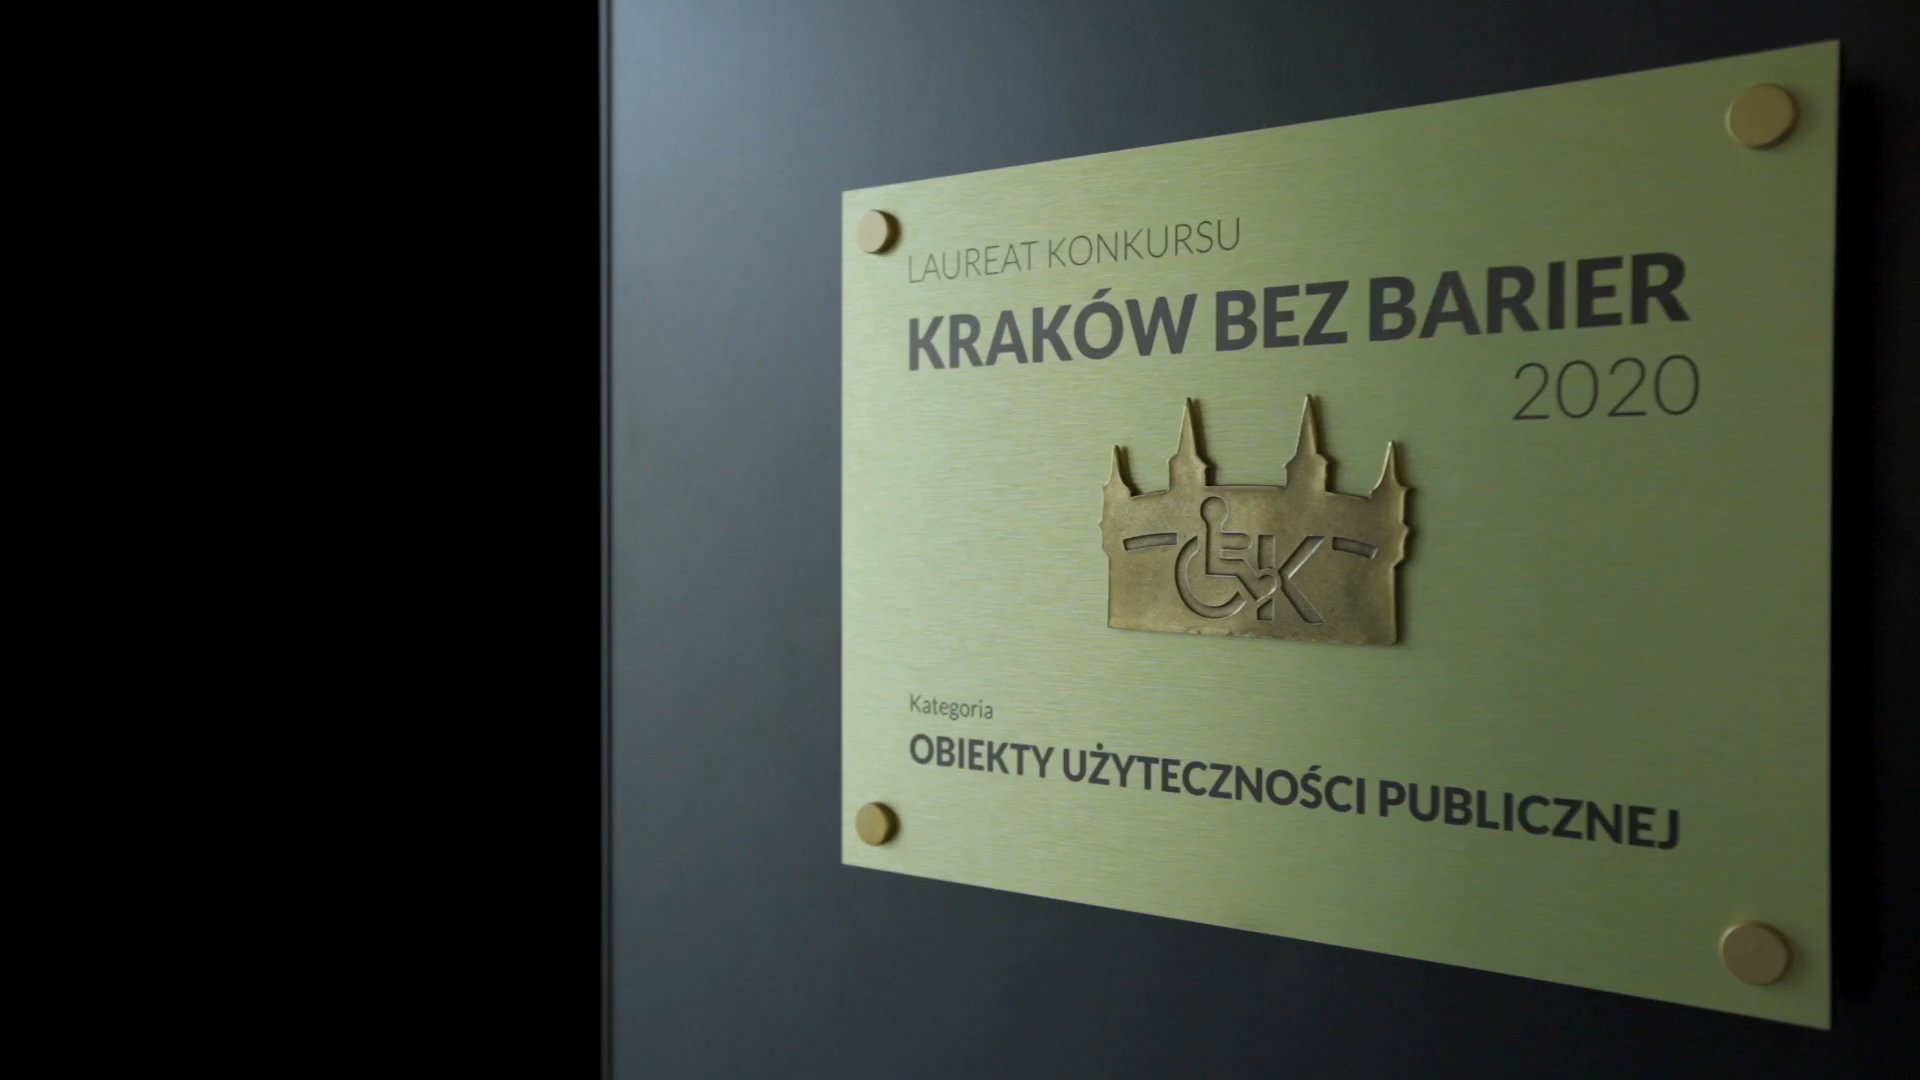 LAUREAT KONKURSU
KRAKÓW BEZ BARIER
2020
K
Kategoria
OBIEKTY UŻYTECZNOŚCI PUBLICZNEJ